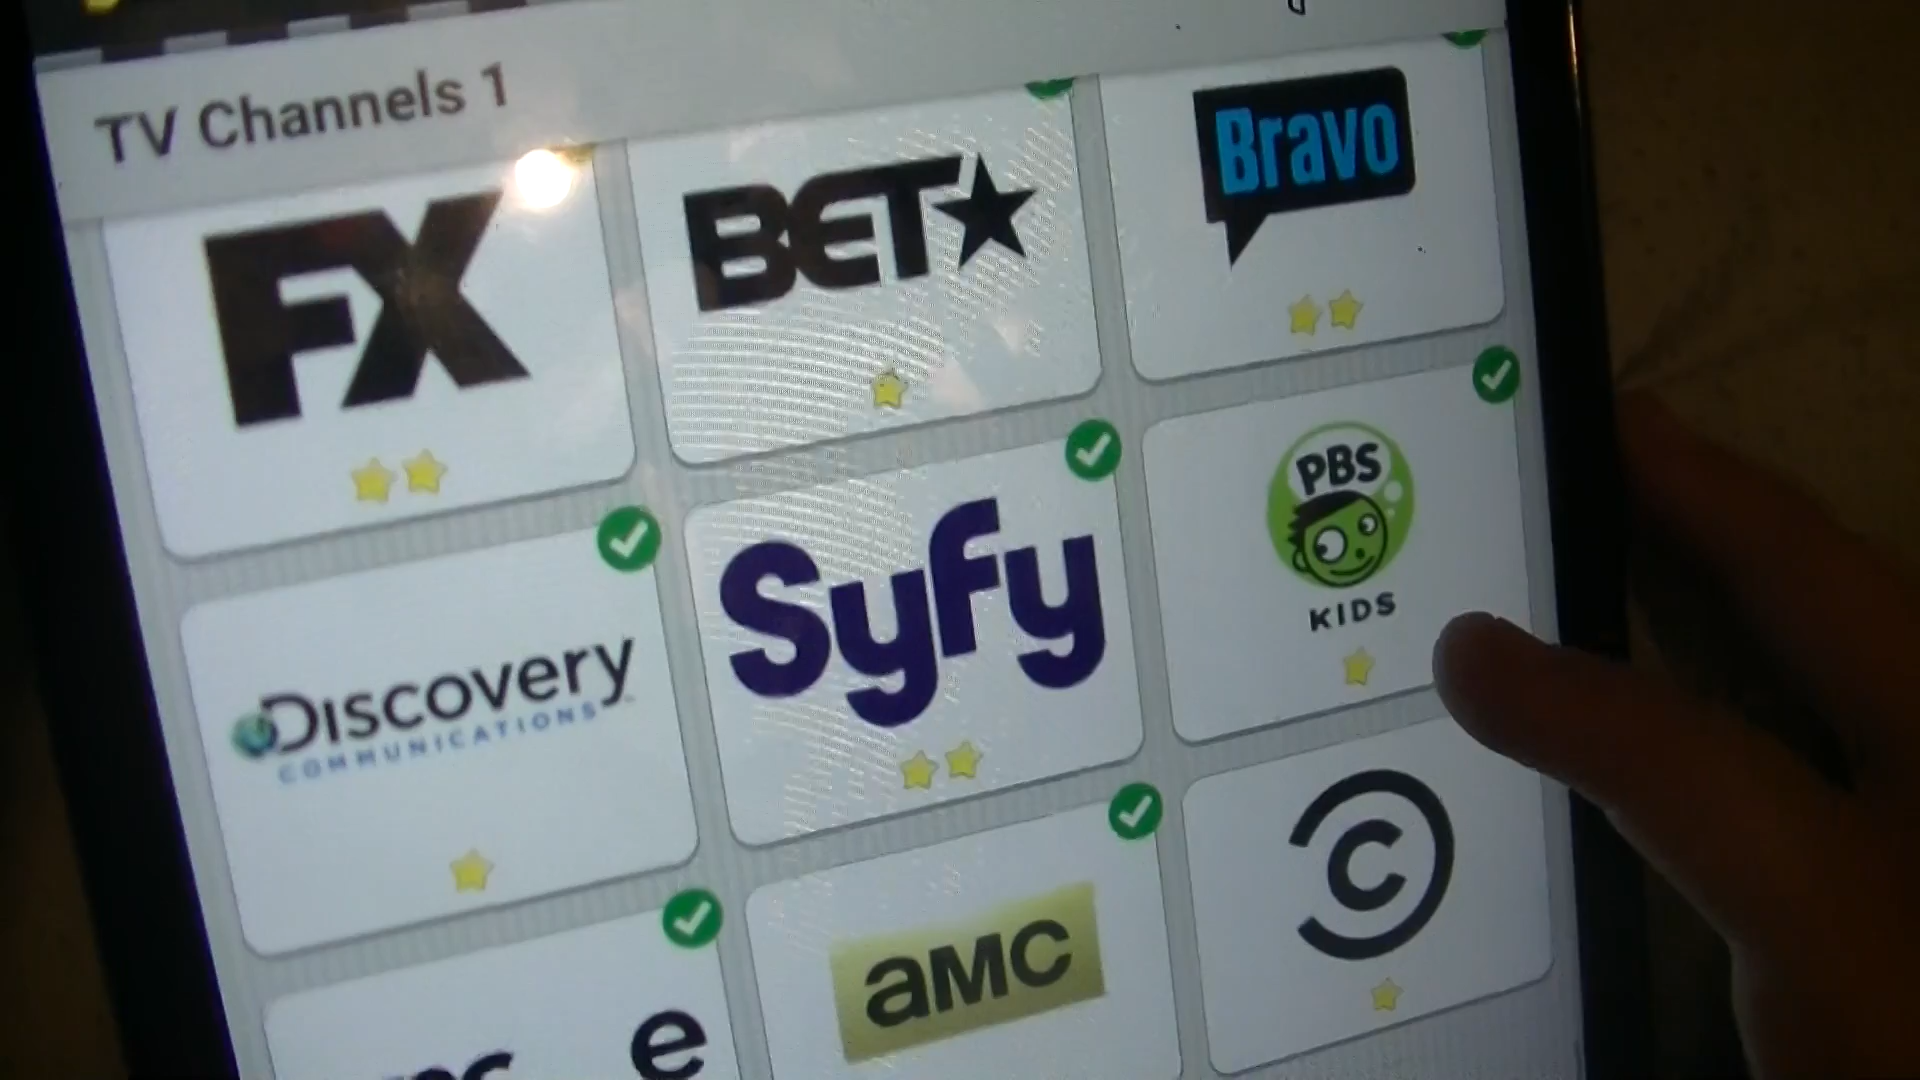 TV Channels 1
FX
BET
Bravo
Discovery
COMMUNICATIONS
Syfy
PBS
KIDS
aMC
C
e